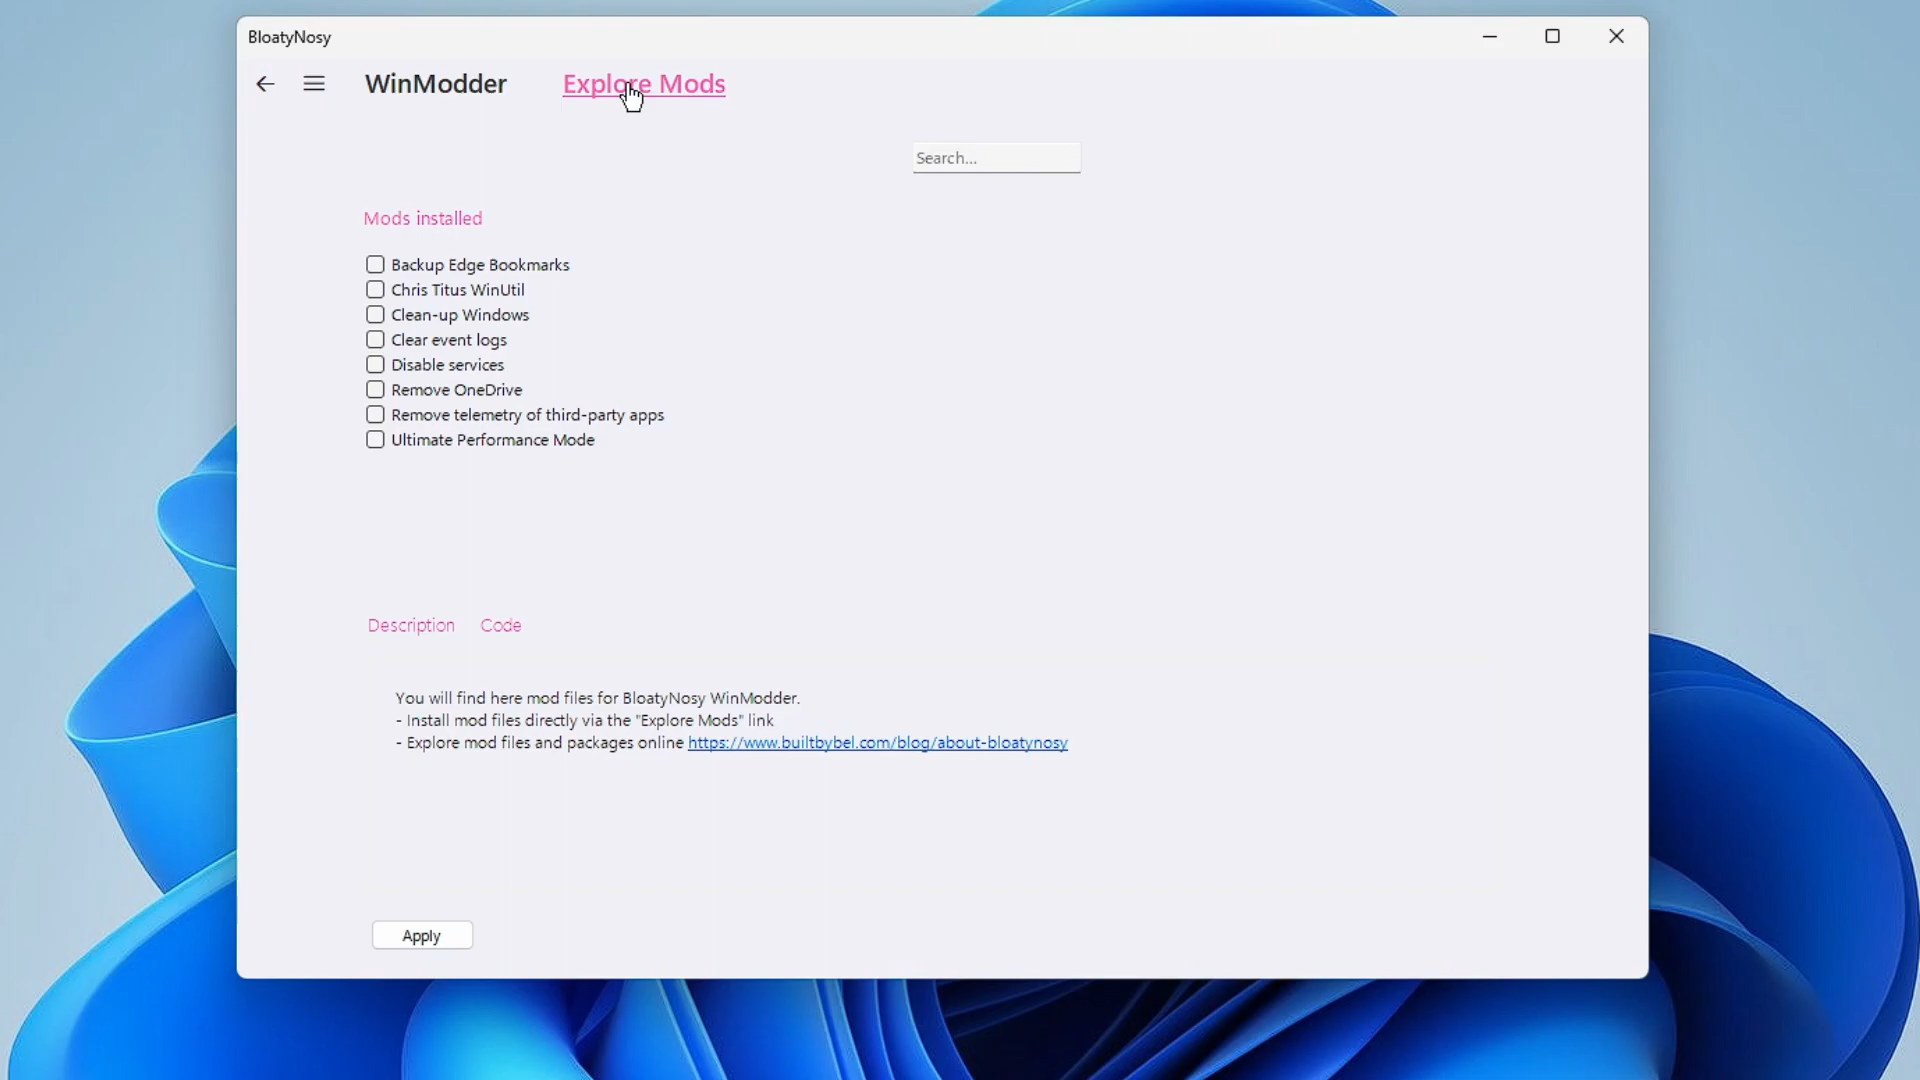 BloatyNosy
WinModder Explore Mods
Search...
Mods installed
Backup Edge Bookmarks
Chris Titus WinUtil
Clean-up Windows
Clear event logs
Disable services
Remove OneDrive
Remove telemetry of third-party apps
Ultimate Performance Mode
Description Code
You will find here mod files for BloatyNosy WinModder.
- Install mod files directly via the "Explore Mods" link
- Explore mod files and packages online https://www.builtbybel.com/blog/about-bloatynosy
Apply